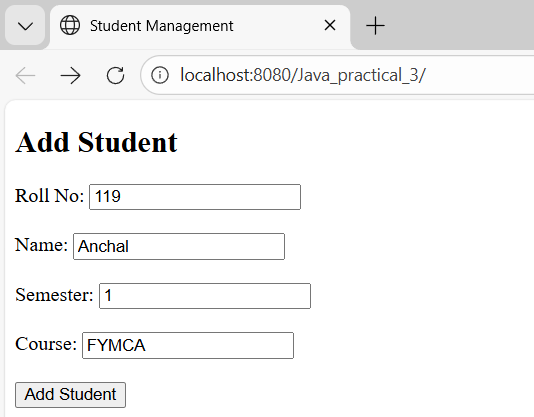 Student Management
localhost:8080/Java_practical_3/
Add Student
Roll No: 119
Name: Anchal
Semester: 1
Course: FYMCA
Add Student